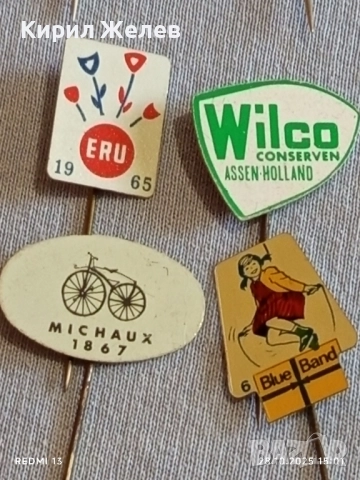 Кирил Желев
ERU
19 65
Wilco
CONSERVEN
ASSEN·HOLLAND
MICHAUX
1867
6 Blue Band
REDMI 13